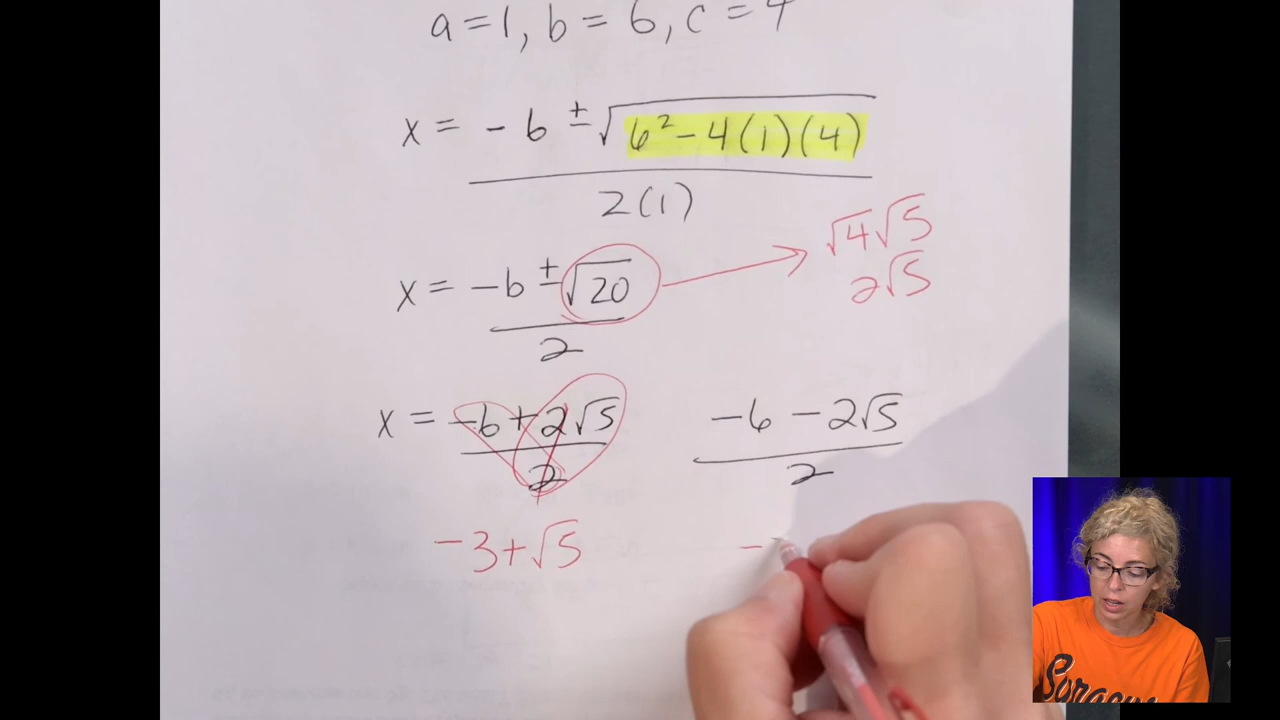 a = 1, b = 6, c = 4
x = - 6 ± √6² - 4(1)(4)
2(1)
√4√5
x = -6 ± √20
2√5
2
x = -6 + 2√5
-6 - 2√5
2
2
-3 + √5
-